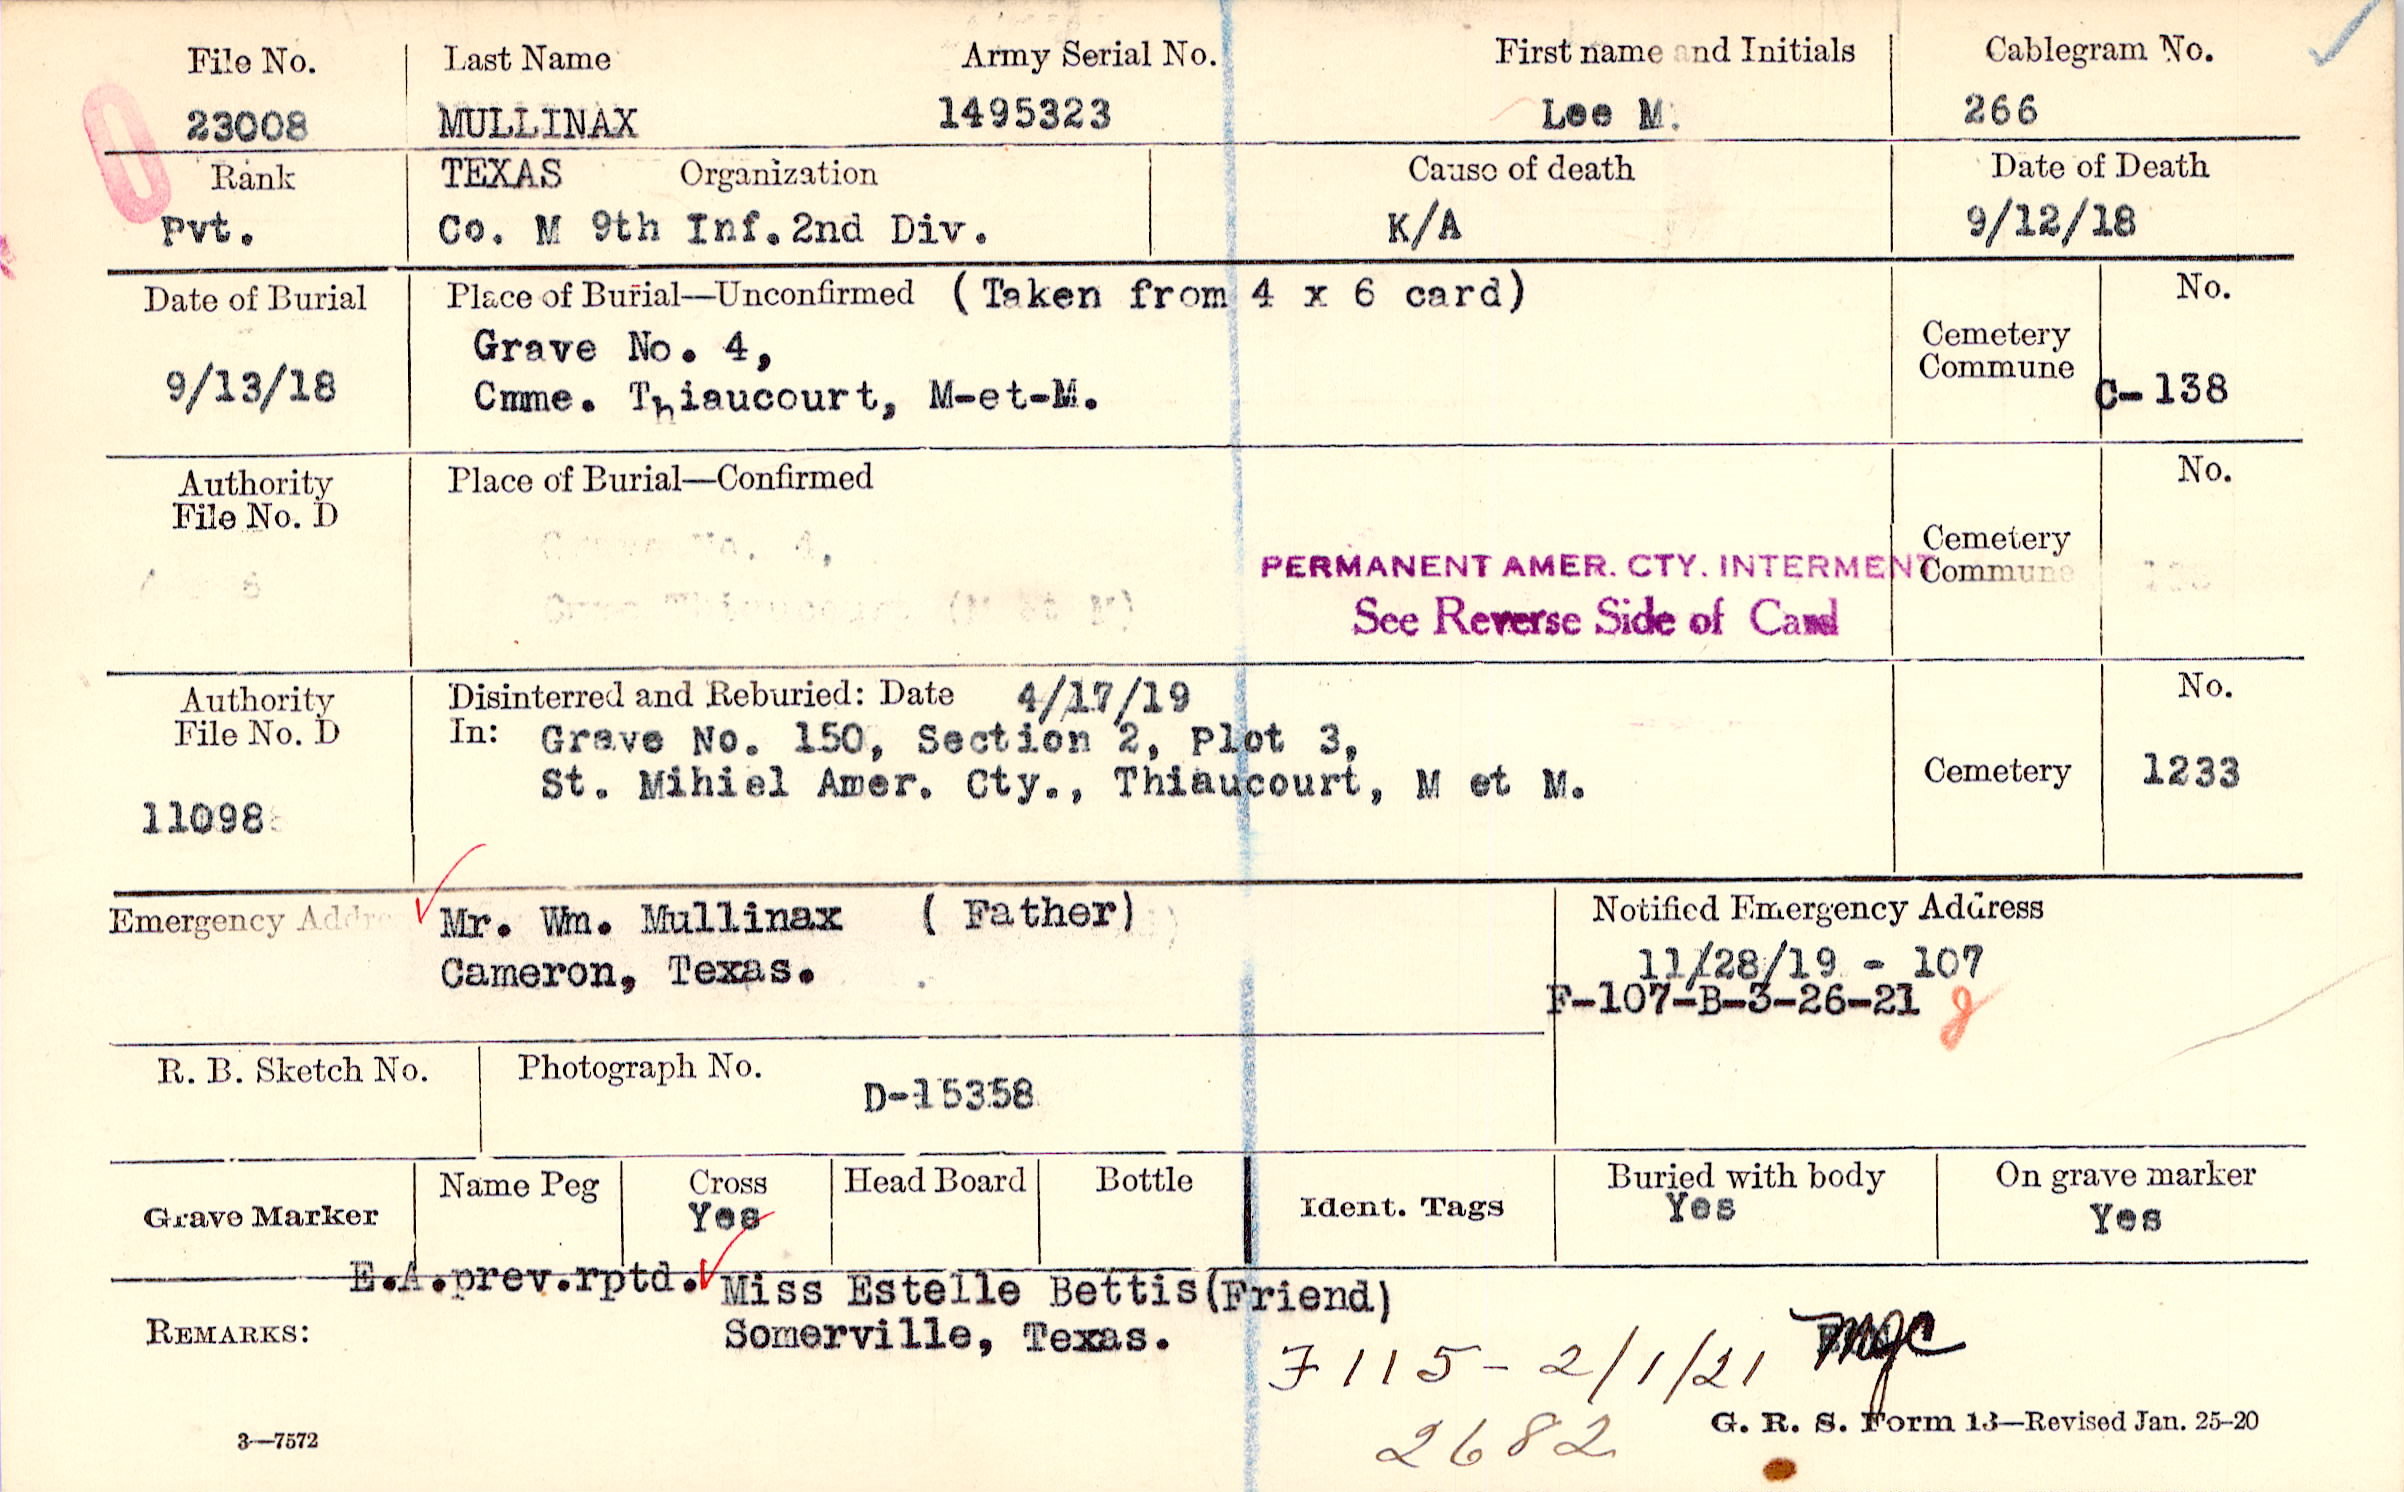 File No. Last Name Army Serial No. First name and Initials Cablegram No.
23008 MULLINAX 1495323 Lee M. 266
Rank TEXAS Organization Cause of death Date of Death
Pvt. Co. M 9th Inf. 2nd Div. K/A 9/12/18
Date of Burial Place of Burial—Unconfirmed (Taken from 4 x 6 card) No.
Grave No. 4, Cemetery
9/13/18 Cmme. Thiaucourt, M-et-M. Commune C-138
Authority Place of Burial—Confirmed No.
File No. D
Cemetery
PERMANENT AMER. CTY. INTERMENT Commune
See Reverse Side of Card
Authority Disinterred and Reburied: Date 4/17/19 No.
File No. D In: Grave No. 150, Section 2, Plot 3,
St. Mihiel Amer. Cty., Thiaucourt, M et M. Cemetery 1233
11098
Emergency Addre Mr. Wm. Mullinax (Father) Notified Emergency Address
Cameron, Texas. 11/28/19 - 107
F-107-B-3-26-21
R. B. Sketch No. Photograph No. D-15358
Grave Marker Name Peg Cross Head Board Bottle Ident. Tags Buried with body On grave marker
Yes Yes Yes
E.A.prev.rptd. Miss Estelle Bettis (Friend)
REMARKS: Somerville, Texas.
F 115 - 2/1/21 mgc
2682
3—7572 G. R. S. Form 13—Revised Jan. 25-20